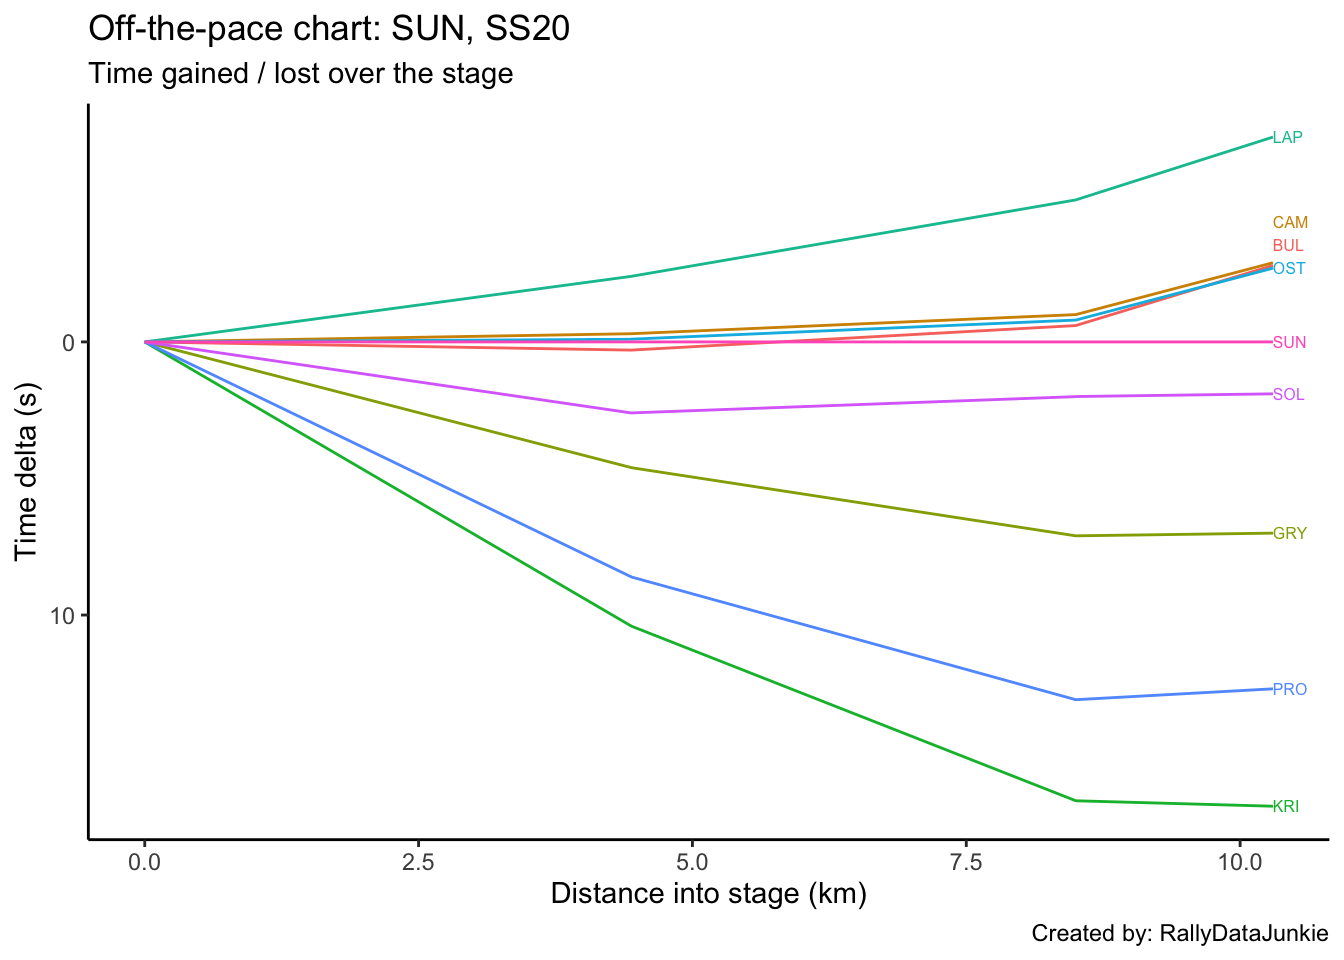 Off-the-pace chart: SUN, SS20
Time gained / lost over the stage
LAP
CAM
BUL
OST
0
SUN
SOL
Time delta (s)
GRY
10
PRO
KRI
0.0 2.5 5.0 7.5 10.0
Distance into stage (km)
Created by: RallyDataJunkie